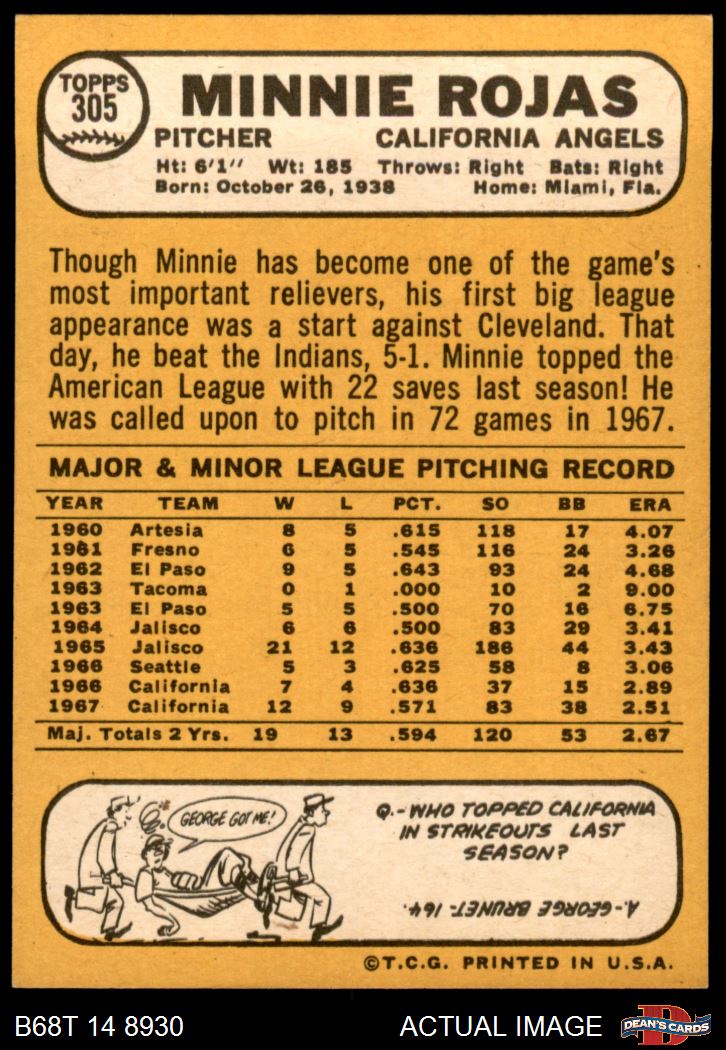 TOPPS
305
MINNIE ROJAS
PITCHER CALIFORNIA ANGELS
Ht: 6'1" Wt: 185 Throws: Right Bats: Right
Born: October 26, 1938 Home: Miami, Fla.
Though Minnie has become one of the game's
most important relievers, his first big league
appearance was a start against Cleveland. That
day, he beat the Indians, 5-1. Minnie topped the
American League with 22 saves last season! He
was called upon to pitch in 72 games in 1967.
MAJOR & MINOR LEAGUE PITCHING RECORD
YEAR TEAM W L PCT. SO BB ERA
1960 Artesia 8 5 .615 118 17 4.07
1961 Fresno 6 5 .545 116 24 3.26
1962 El Paso 9 5 .643 93 24 4.68
1963 Tacoma 0 1 .000 10 2 9.00
1963 El Paso 5 5 .500 70 16 6.75
1964 Jalisco 6 6 .500 83 29 3.41
1965 Jalisco 21 12 .636 186 44 3.43
1966 Seattle 5 3 .625 58 8 3.06
1966 California 7 4 .636 37 15 2.89
1967 California 12 9 .571 83 38 2.51
Maj. Totals 2 Yrs. 19 13 .594 120 53 2.67
GEORGE GOT ME!
Q.-WHO TOPPED CALIFORNIA
IN STRIKEOUTS LAST
SEASON?
A.-GEORGE BRUNET-164.
©T.C.G. PRINTED IN U.S.A.
B68T 14 8930 ACTUAL IMAGE DEAN'S CARDS